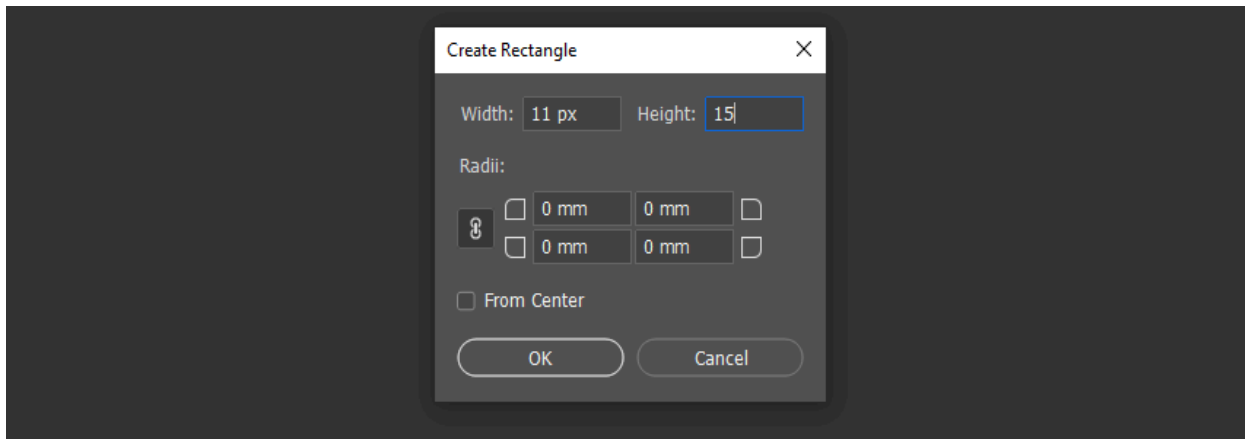 Create Rectangle
Width: 11 px Height: 15
Radii:
0 mm 0 mm
0 mm 0 mm
From Center
OK Cancel